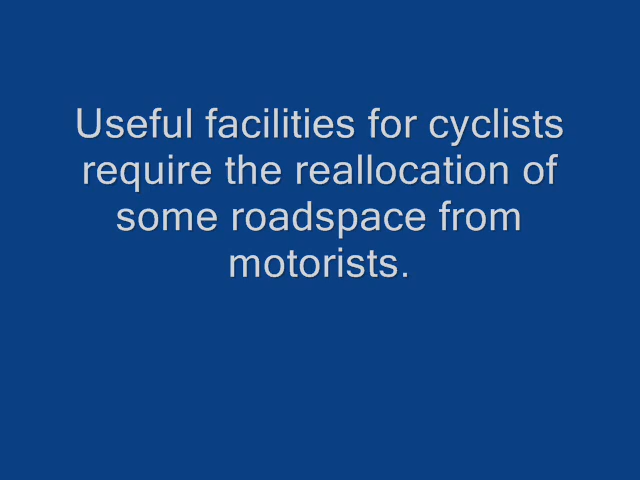 Useful facilities for cyclists
require the reallocation of
some roadspace from
motorists.